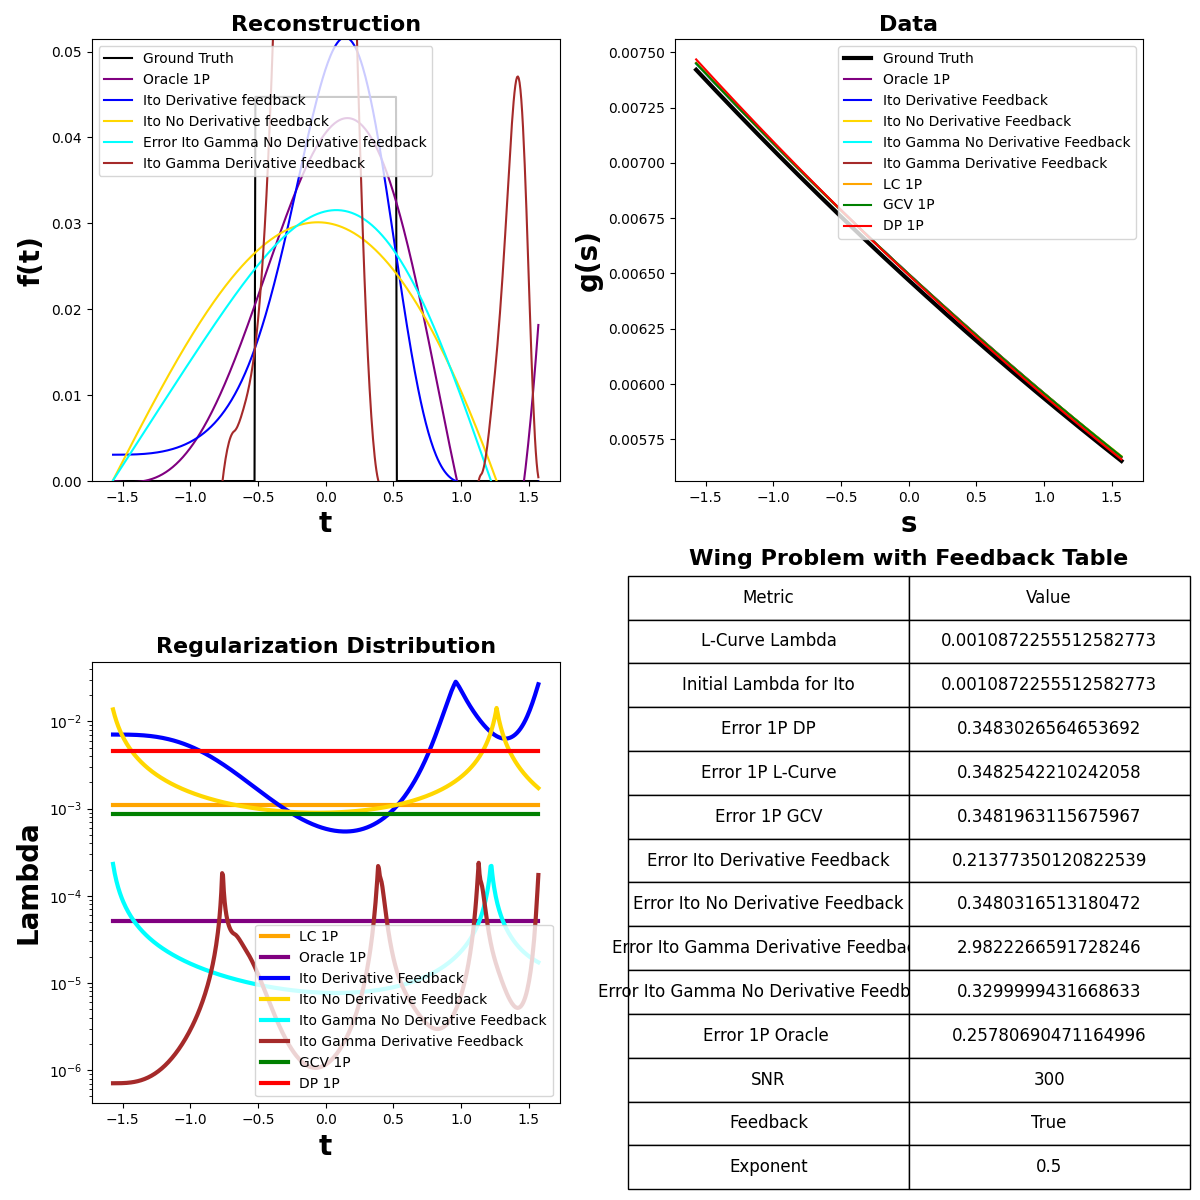 Reconstruction
0.05
0.04
0.03
0.02
0.01
0.00
f(t)
Ground Truth
Oracle 1P
Ito Derivative feedback
Ito No Derivative feedback
Error Ito Gamma No Derivative feedback
Ito Gamma Derivative feedback
−1.5 −1.0 −0.5 0.0 0.5 1.0 1.5
t
Data
0.00750
0.00725
0.00700
0.00675
0.00650
0.00625
0.00600
0.00575
g(s)
Ground Truth
Oracle 1P
Ito Derivative Feedback
Ito No Derivative Feedback
Ito Gamma No Derivative Feedback
Ito Gamma Derivative Feedback
LC 1P
GCV 1P
DP 1P
−1.5 −1.0 −0.5 0.0 0.5 1.0 1.5
s
Regularization Distribution
10−2
10−3
10−4
10−5
10−6
Lambda
LC 1P
Oracle 1P
Ito Derivative Feedback
Ito No Derivative Feedback
Ito Gamma No Derivative Feedback
Ito Gamma Derivative Feedback
GCV 1P
DP 1P
−1.5 −1.0 −0.5 0.0 0.5 1.0 1.5
t
Wing Problem with Feedback Table
Metric Value
L-Curve Lambda 0.0010872255512582773
Initial Lambda for Ito 0.0010872255512582773
Error 1P DP 0.3483026564653692
Error 1P L-Curve 0.3482542210242058
Error 1P GCV 0.3481963115675967
Error Ito Derivative Feedback 0.21377350120822539
Error Ito No Derivative Feedback 0.3480316513180472
Error Ito Gamma Derivative Feedbac 2.9822266591728246
Error Ito Gamma No Derivative Feedb 0.3299999431668633
Error 1P Oracle 0.25780690471164996
SNR 300
Feedback True
Exponent 0.5